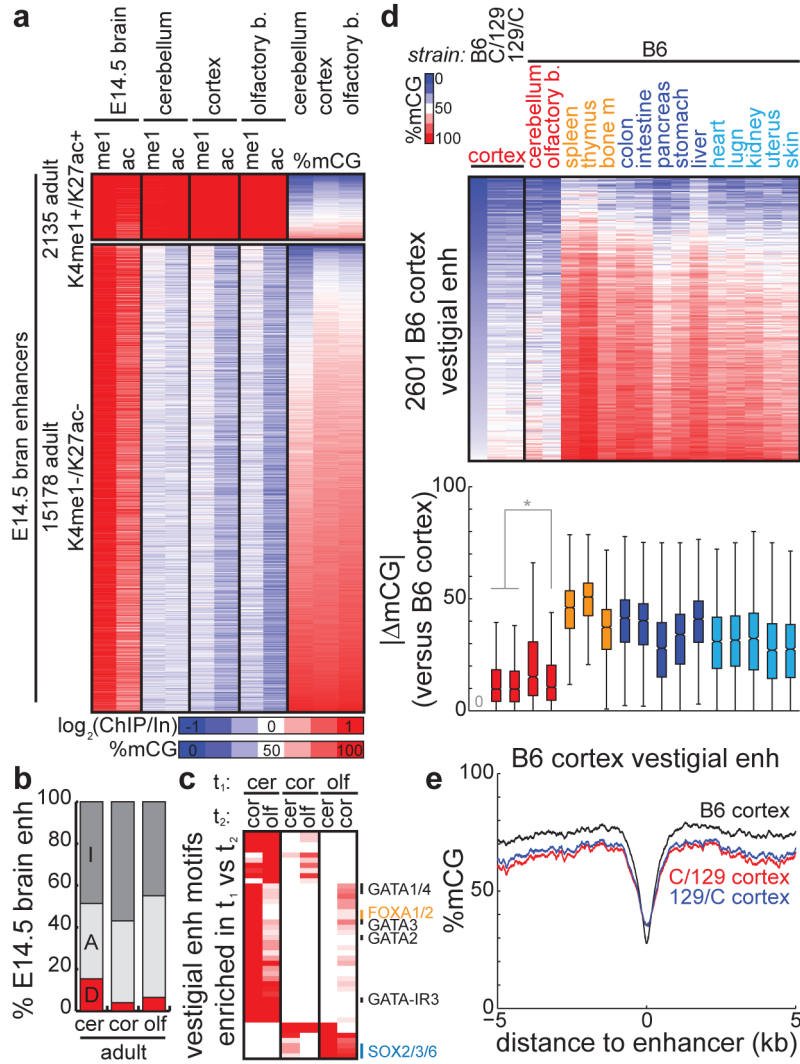 a
E14.5 brain
cerebellum
cortex
olfactory b.
cerebellum
cortex
olfactory b.
me1
ac
me1
ac
me1
ac
me1
ac
%mCG
E14.5 bran enhancers
2135 adult
K4me1+/K27ac+
15178 adult
K4me1-/K27ac-
log2(ChIP/In)
-1
0
1
%mCG
0
50
100
b
% E14.5 brain enh
100
80
60
40
20
0
I
A
D
cer
cor
olf
adult
c
t1:
cer
cor
olf
t2:
cor
olf
cer
olf
cer
cor
vestigial enh motifs
enriched in t1 vs t2
GATA1/4
FOXA1/2
GATA3
GATA2
GATA-IR3
SOX2/3/6
d
strain:
B6
C/129
129/C
B6
%mCG
0
50
100
cortex
cerebellum
olfactory b.
spleen
thymus
bone m
colon
intestine
pancreas
stomach
liver
heart
lugn
kidney
uterus
skin
2601 B6 cortex
vestigial enh
|ΔmCG|
(versus B6 cortex)
100
50
0
0
*
e
B6 cortex vestigial enh
%mCG
100
50
0
B6 cortex
C/129 cortex
129/C cortex
-5
0
5
distance to enhancer (kb)